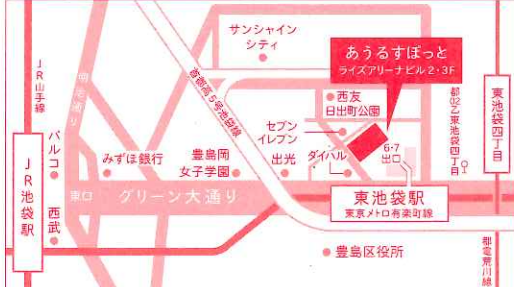 サンシャイン
シティ
あうるすぽっと
ライズアリーナビル2・3F
JR山手線
明治通り
首都高5号池袋線
西友
日出町公園
都02乙東池袋四丁目
東池袋四丁目
セブン
イレブン
パルコ
みずほ銀行
豊島岡
女子学園
出光
ダイハル
6・7
出口
JR池袋駅
東口
グリーン大通り
東池袋駅
東京メトロ有楽町線
西武
豊島区役所
都電荒川線